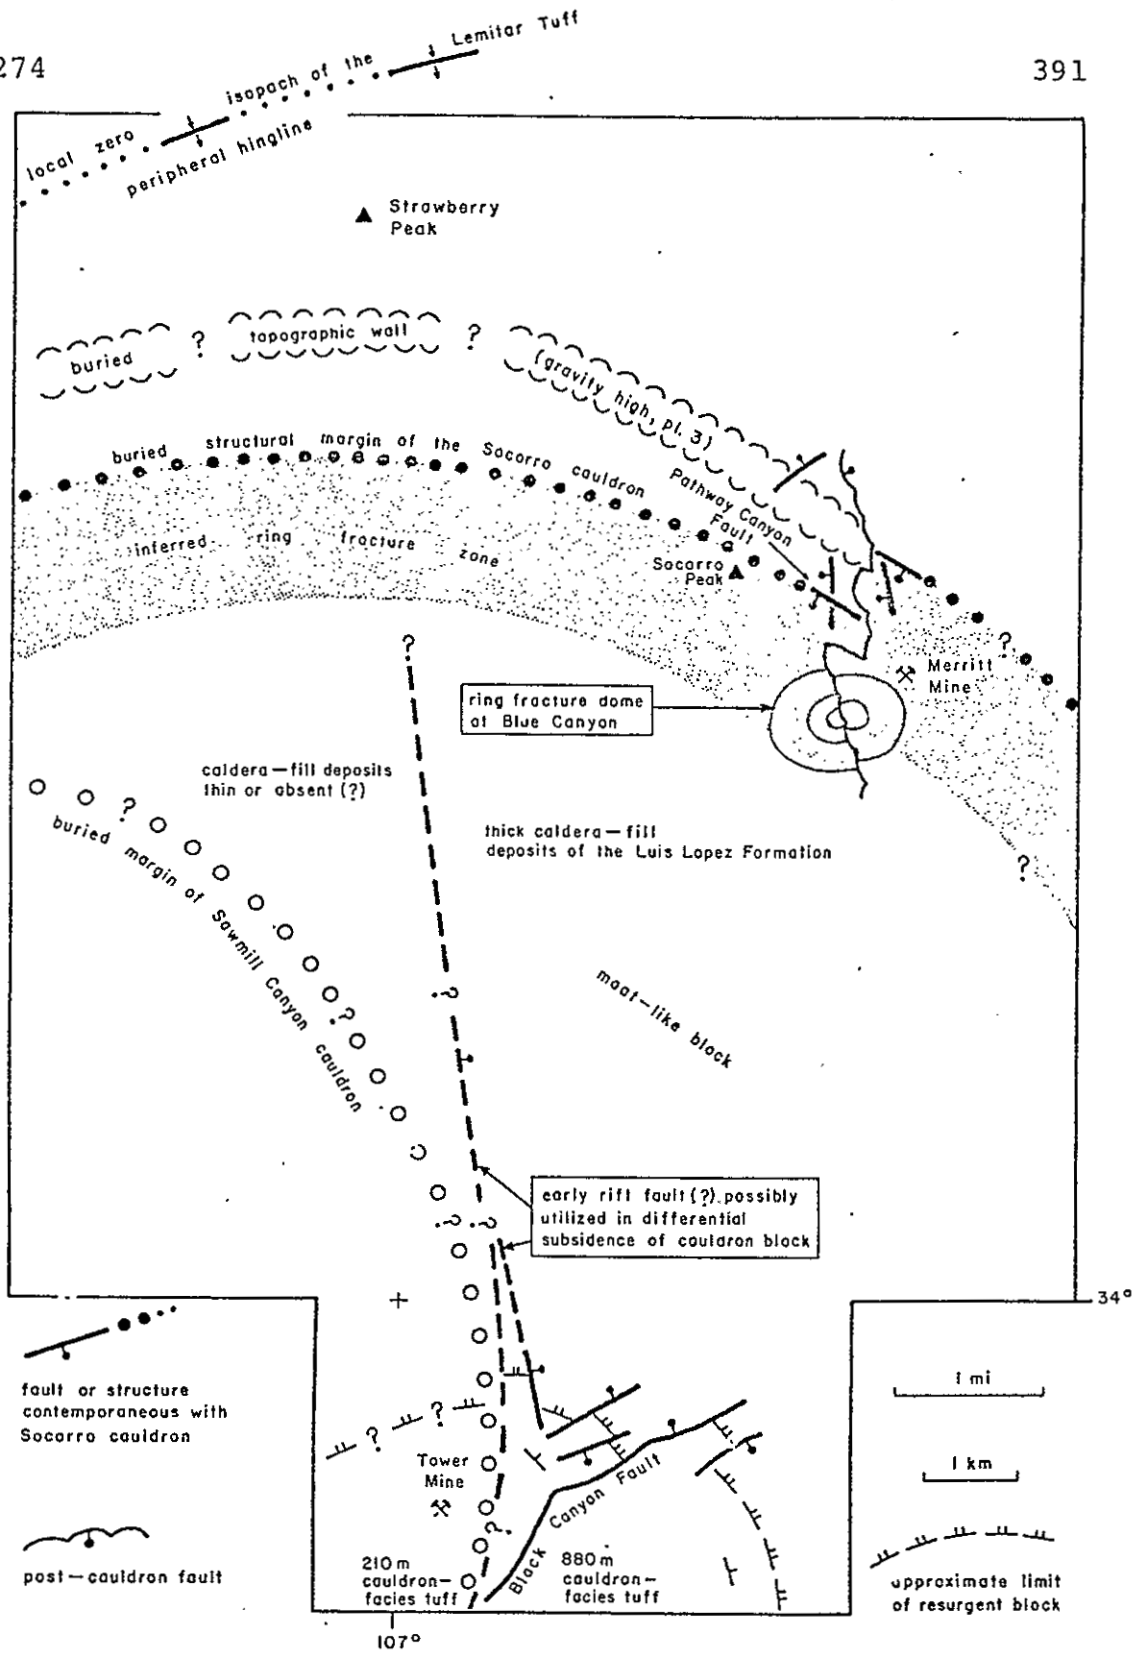 274
391
local zero
isopach of the
Lemitar Tuff
peripheral hingline
Strawberry
Peak
buried
?
topographic wall
?
(gravity high, pl. 3)
buried structural margin of the Socorro cauldron
Pathway Canyon
Fault
inferred ring fracture zone
Socorro
Peak
?
?
Merritt
Mine
ring fracture dome
at Blue Canyon
caldera-fill deposits
thin or absent (?)
?
buried margin of Sawmill Canyon cauldron
thick caldera-fill
deposits of the Luis Lopez Formation
?
?
?
moat-like block
early rift fault (?) possibly
utilized in differential
subsidence of cauldron block
?
?
34°
fault or structure
contemporaneous with
Socorro cauldron
1 mi
?
?
Tower
Mine
1 km
Black Canyon Fault
?
210 m
cauldron-
facies tuff
880 m
cauldron-
facies tuff
post-cauldron fault
approximate limit
of resurgent block
107°